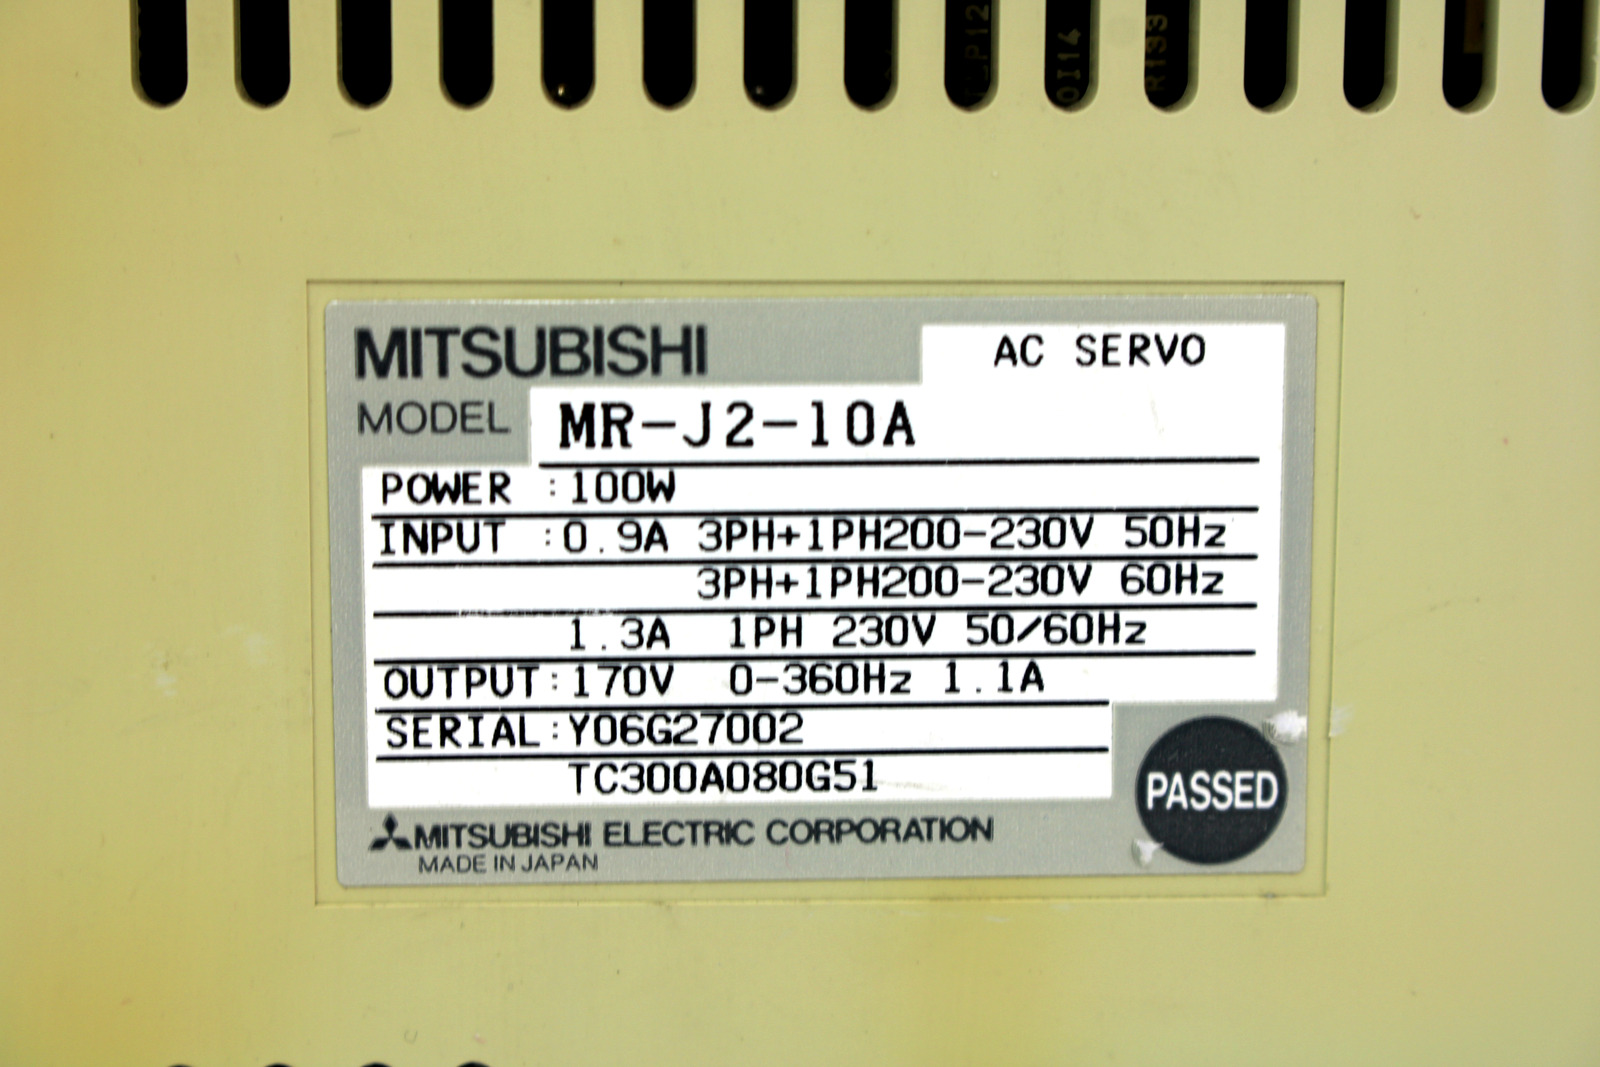 OI14
R133
MITSUBISHI
AC SERVO
MODEL MR-J2-10A
POWER :100W
INPUT :0.9A 3PH+1PH200-230V 50Hz
3PH+1PH200-230V 60Hz
1.3A 1PH 230V 50/60Hz
OUTPUT:170V 0-360Hz 1.1A
SERIAL:Y06G27002
TC300A080G51
PASSED
MITSUBISHI ELECTRIC CORPORATION
MADE IN JAPAN